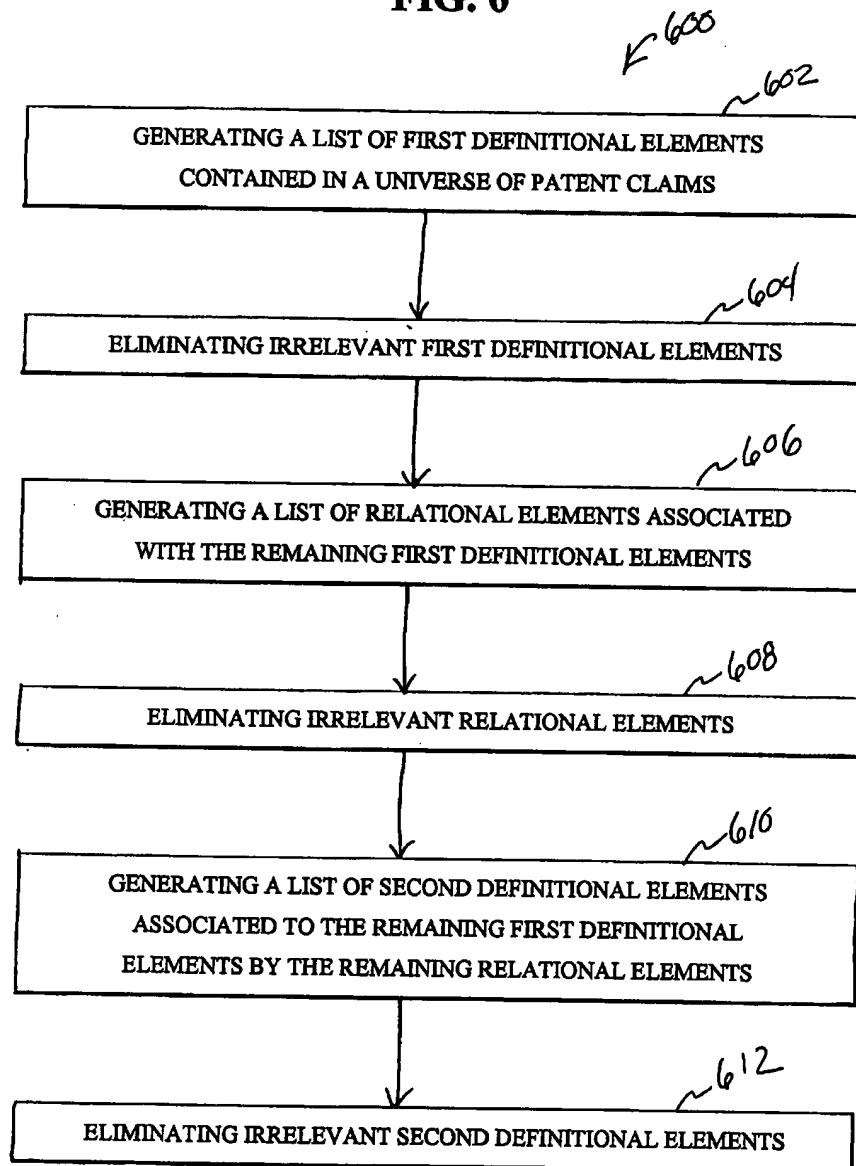 FIG. 6
600
602
GENERATING A LIST OF FIRST DEFINITIONAL ELEMENTS
CONTAINED IN A UNIVERSE OF PATENT CLAIMS
604
ELIMINATING IRRELEVANT FIRST DEFINITIONAL ELEMENTS
606
GENERATING A LIST OF RELATIONAL ELEMENTS ASSOCIATED
WITH THE REMAINING FIRST DEFINITIONAL ELEMENTS
608
ELIMINATING IRRELEVANT RELATIONAL ELEMENTS
610
GENERATING A LIST OF SECOND DEFINITIONAL ELEMENTS
ASSOCIATED TO THE REMAINING FIRST DEFINITIONAL
ELEMENTS BY THE REMAINING RELATIONAL ELEMENTS
612
ELIMINATING IRRELEVANT SECOND DEFINITIONAL ELEMENTS